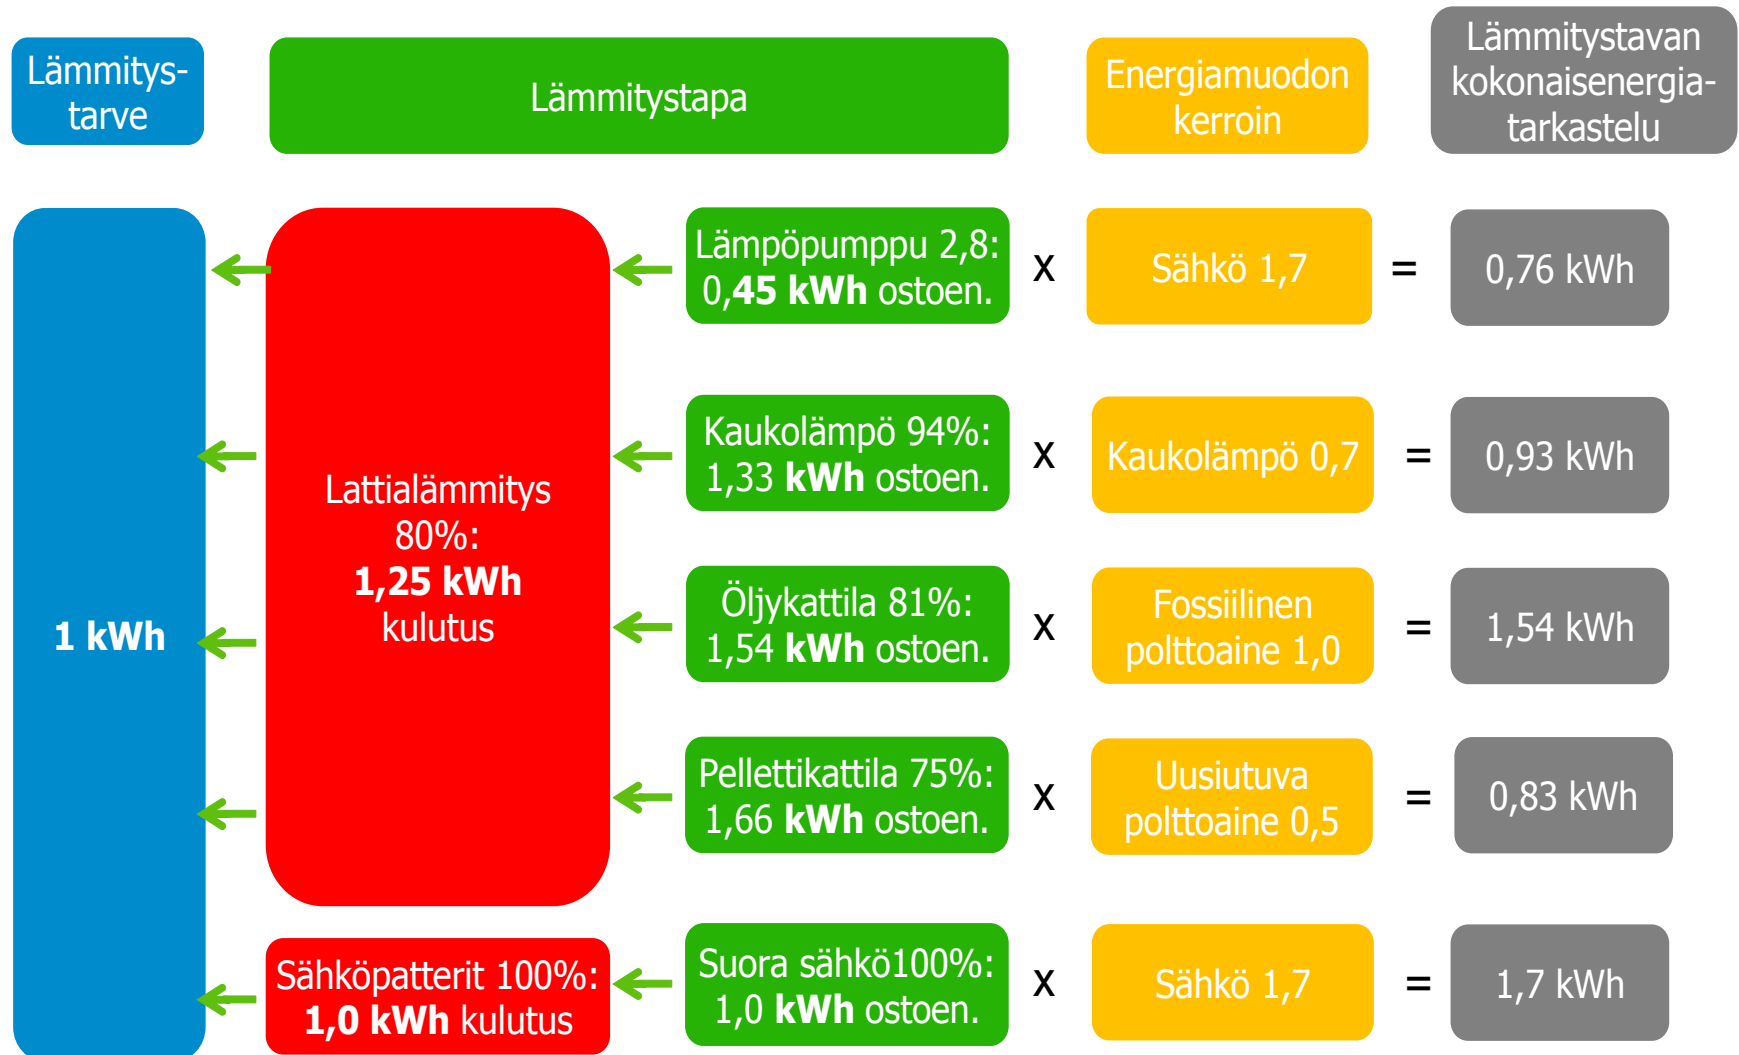 Lämmitys-
tarve
Lämmitystapa
Energiamuodon
kerroin
Lämmitystavan
kokonaisenergia-
tarkastelu
1 kWh
Lattialämmitys
80%:
1,25 kWh
kulutus
Lämpöpumppu 2,8:
0,45 kWh ostoen.
x
Sähkö 1,7
=
0,76 kWh
Kaukolämpö 94%:
1,33 kWh ostoen.
x
Kaukolämpö 0,7
=
0,93 kWh
Öljykattila 81%:
1,54 kWh ostoen.
x
Fossiilinen
polttoaine 1,0
=
1,54 kWh
Pellettikattila 75%:
1,66 kWh ostoen.
x
Uusiutuva
polttoaine 0,5
=
0,83 kWh
Sähköpatterit 100%:
1,0 kWh kulutus
Suora sähkö100%:
1,0 kWh ostoen.
x
Sähkö 1,7
=
1,7 kWh